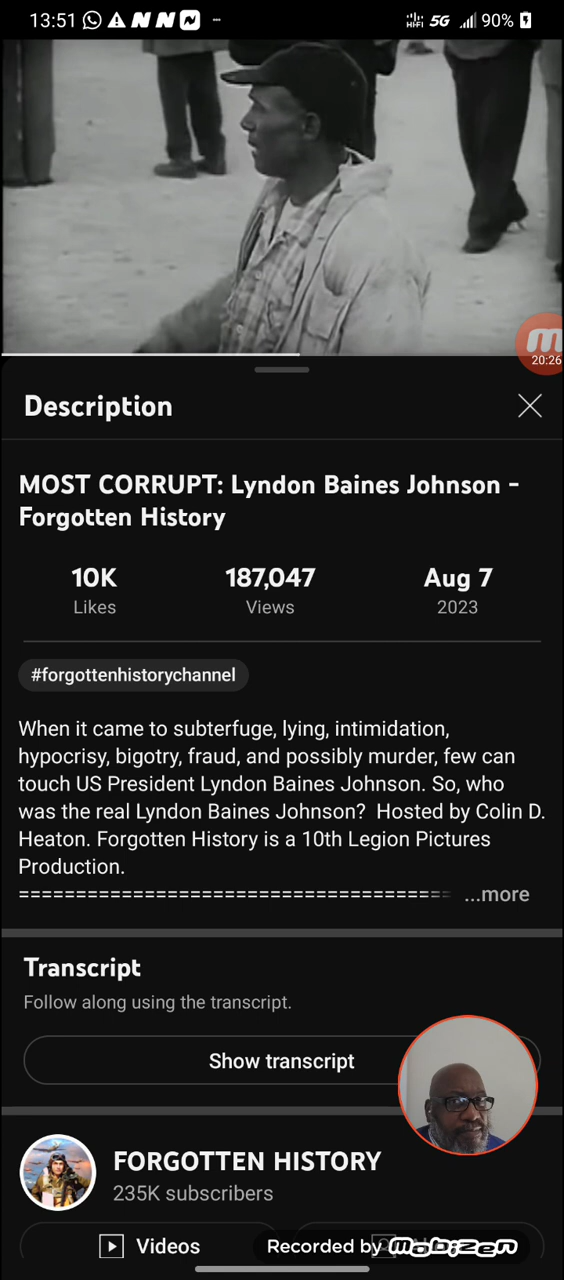 13:51
5G
90%
20:26
Description
MOST CORRUPT: Lyndon Baines Johnson -
Forgotten History
10K
187,047
Aug 7
Likes
Views
2023
#forgottenhistorychannel
When it came to subterfuge, lying, intimidation,
hypocrisy, bigotry, fraud, and possibly murder, few can
touch US President Lyndon Baines Johnson. So, who
was the real Lyndon Baines Johnson?  Hosted by Colin D.
Heaton. Forgotten History is a 10th Legion Pictures
Production.
====================================== ...more
Transcript
Follow along using the transcript.
Show transcript
FORGOTTEN HISTORY
235K subscribers
Videos
Recorded by mobizen